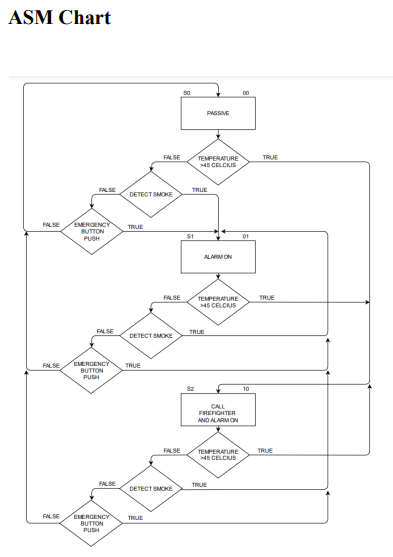 ASM Chart
S0 00
PASSIVE
FALSE TEMPERATURE TRUE
>45 CELCIUS
FALSE DETECT SMOKE TRUE
FALSE EMERGENCY TRUE
BUTTON
PUSH
S1 01
ALARM ON
FALSE TEMPERATURE TRUE
>45 CELCIUS
FALSE DETECT SMOKE TRUE
FALSE EMERGENCY TRUE
BUTTON
PUSH
S2 10
CALL
FIREFIGHTER
AND ALARM ON
FALSE TEMPERATURE TRUE
>45 CELCIUS
FALSE DETECT SMOKE TRUE
FALSE EMERGENCY TRUE
BUTTON
PUSH